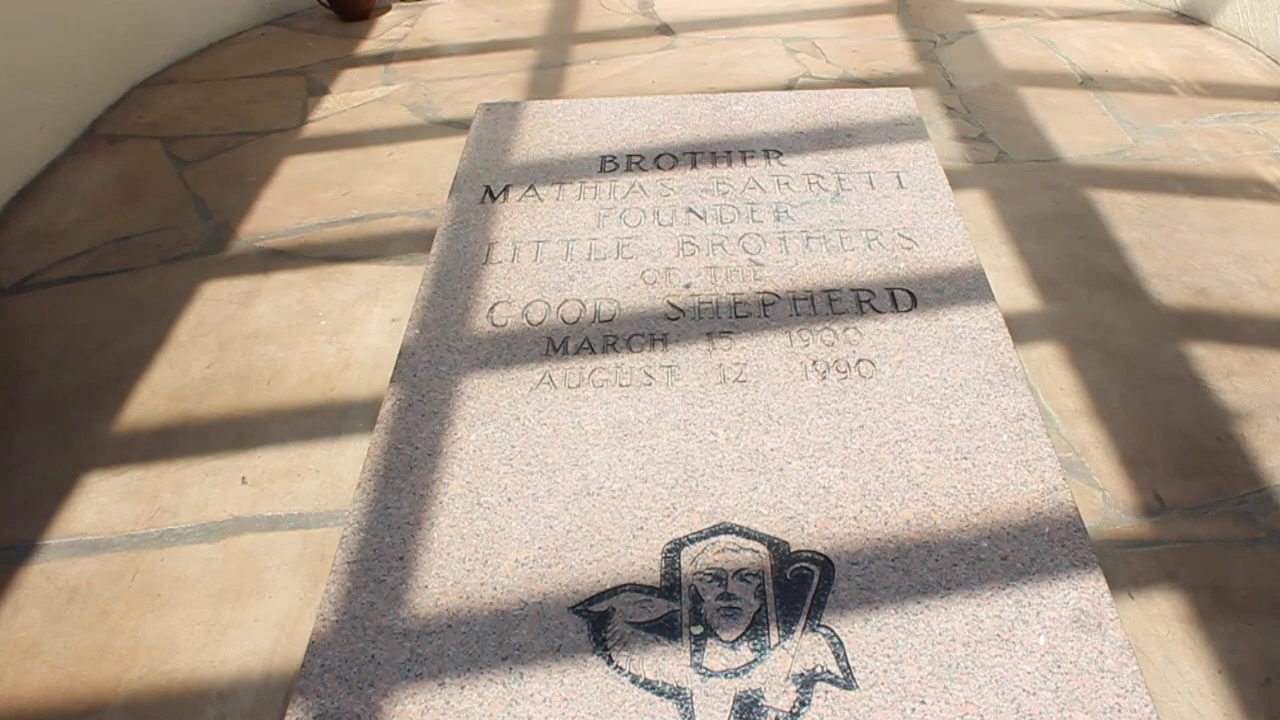 BROTHER
MATHIAS BARRETT
FOUNDER
LITTLE BROTHERS
OF THE
GOOD SHEPHERD
MARCH 15 1900
AUGUST 12 1990